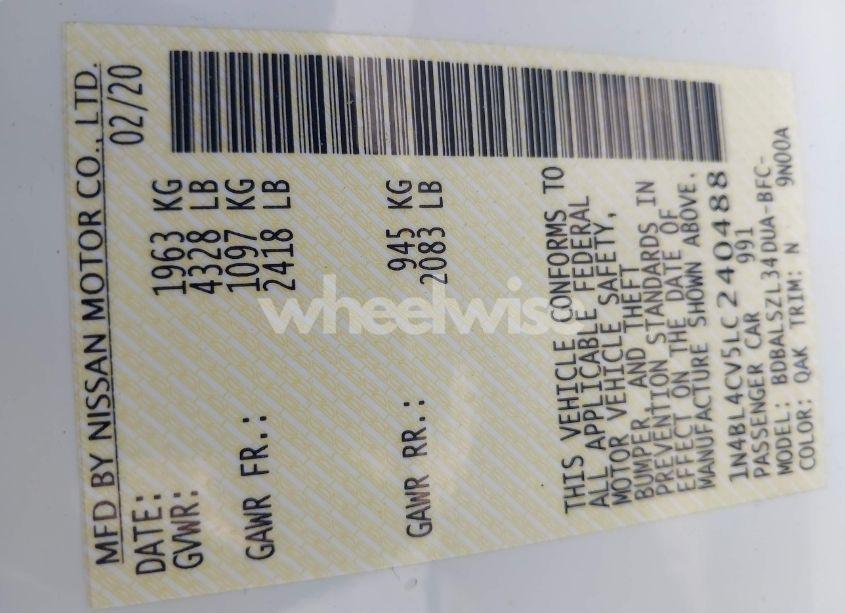 MFD BY NISSAN MOTOR CO., LTD.
DATE: 02/20
GVWR: 1963 KG
4328 LB
GAWR FR.: 1097 KG
2418 LB
GAWR RR.: 945 KG
2083 LB
THIS VEHICLE CONFORMS TO
ALL APPLICABLE FEDERAL
MOTOR VEHICLE SAFETY,
BUMPER, AND THEFT
PREVENTION STANDARDS IN
EFFECT ON THE DATE OF
MANUFACTURE SHOWN ABOVE.
1N4BL4CV5LC240488
PASSENGER CAR 991
MODEL: BDBALSZL34DUA-BFC-
COLOR: QAK TRIM: N 9N00A
wheelwise